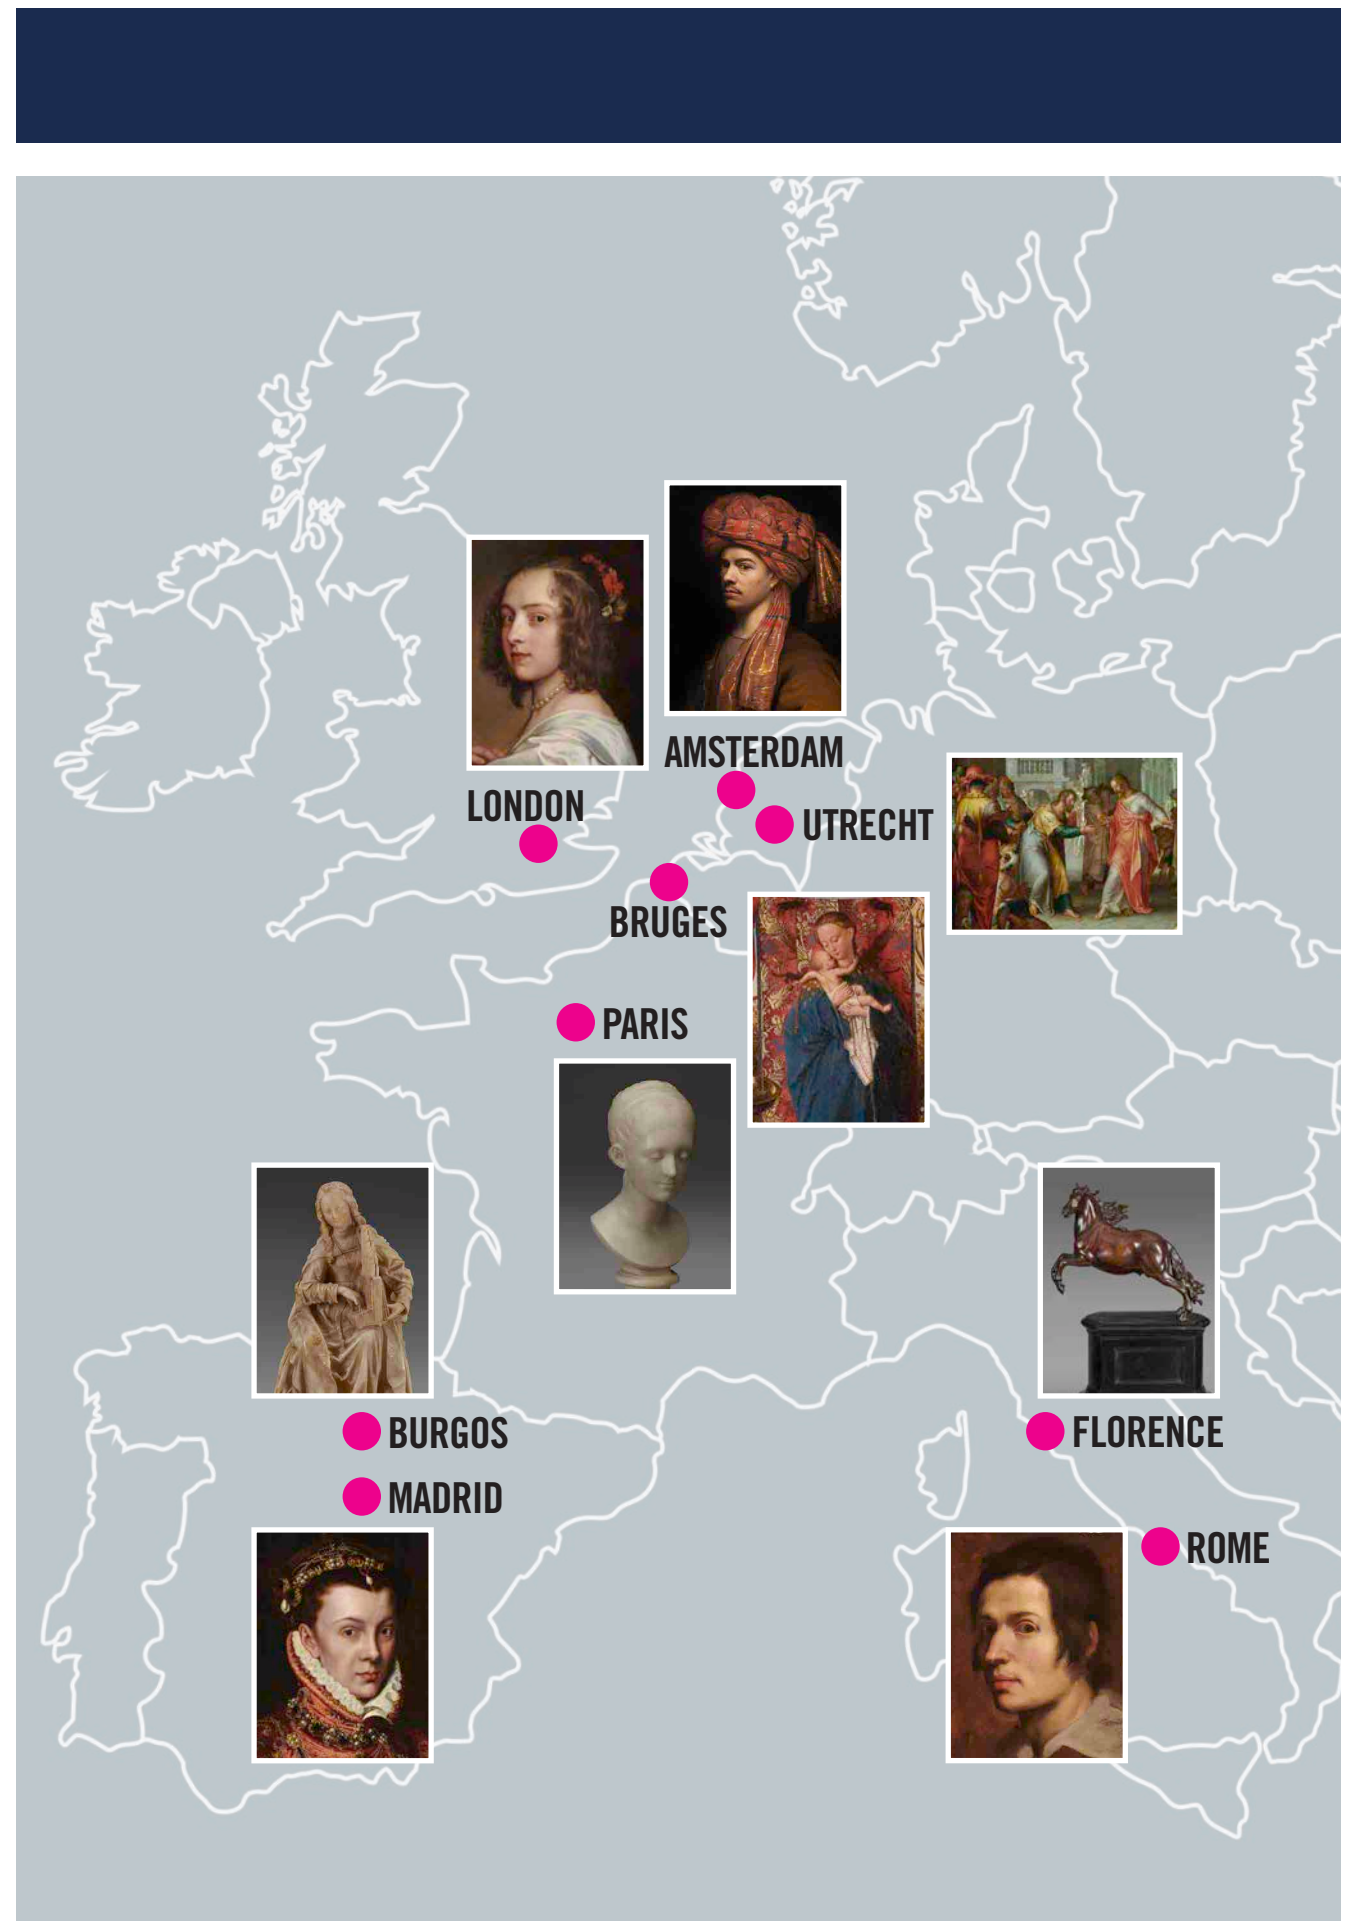 AMSTERDAM
LONDON
UTRECHT
BRUGES
PARIS
BURGOS
FLORENCE
MADRID
ROME